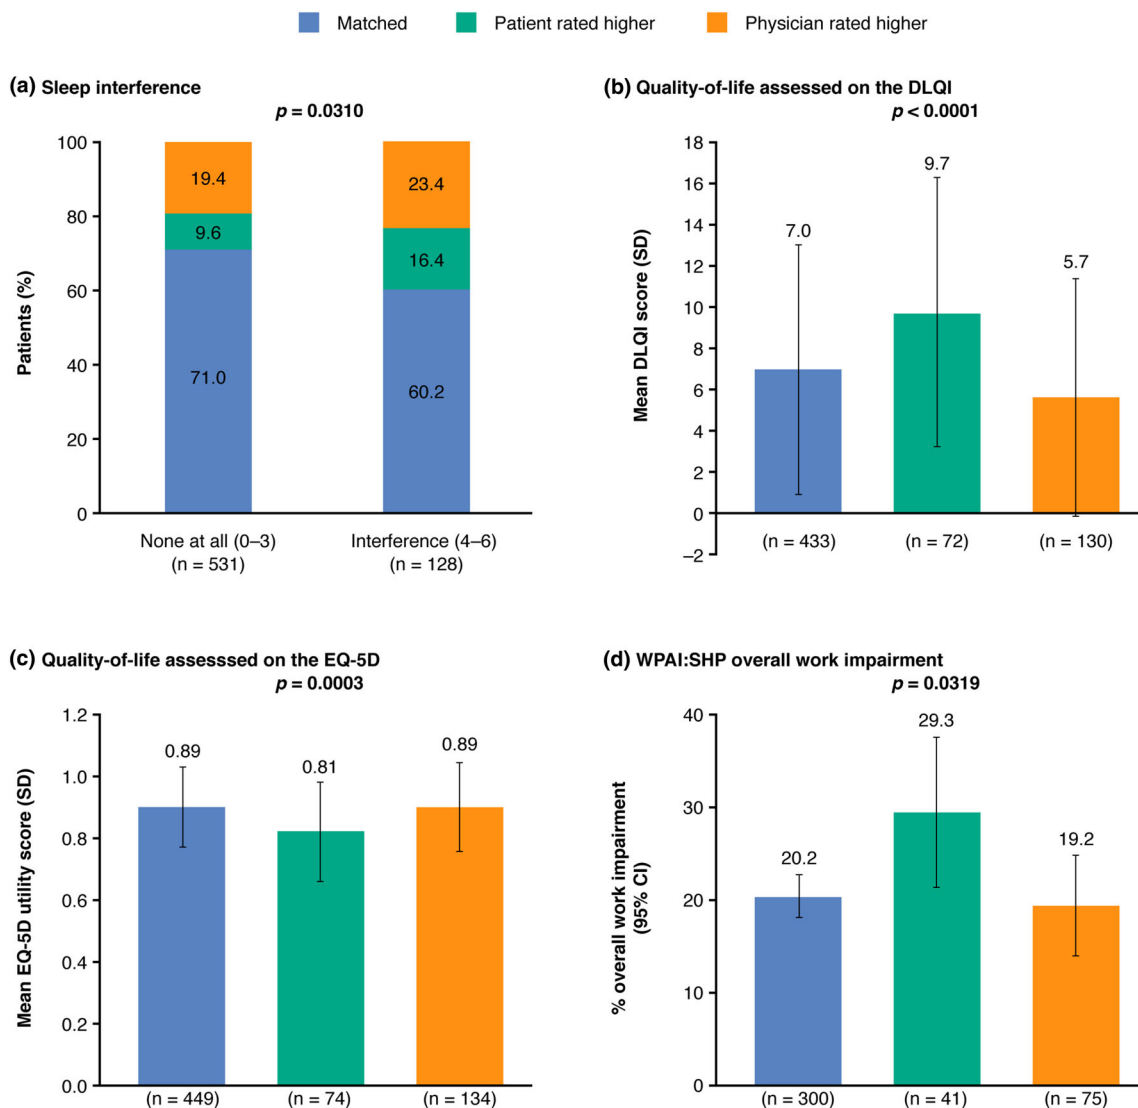 Matched Patient rated higher Physician rated higher
(a) Sleep interference
p = 0.0310
100
80
60
40
20
0
Patients (%)
19.4
9.6
71.0
23.4
16.4
60.2
None at all (0–3)
(n = 531)
Interference (4–6)
(n = 128)
(b) Quality-of-life assessed on the DLQI
p < 0.0001
18
16
14
12
10
8
6
4
2
0
–2
Mean DLQI score (SD)
7.0
9.7
5.7
(n = 433)
(n = 72)
(n = 130)
(c) Quality-of-life assesssed on the EQ-5D
p = 0.0003
1.2
1.0
0.8
0.6
0.4
0.2
0.0
Mean EQ-5D utility score (SD)
0.89
0.81
0.89
(n = 449)
(n = 74)
(n = 134)
(d) WPAI:SHP overall work impairment
p = 0.0319
40
30
20
10
0
% overall work impairment
(95% CI)
20.2
29.3
19.2
(n = 300)
(n = 41)
(n = 75)